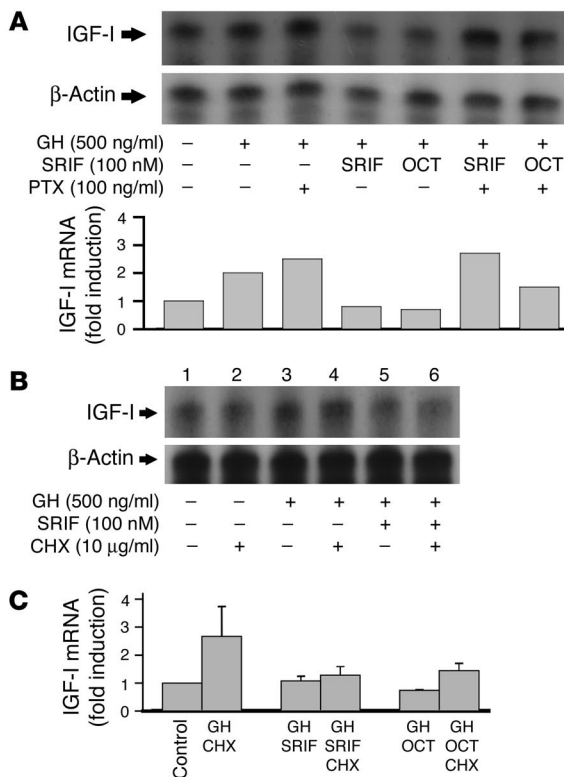 A
IGF-I
β-Actin
GH (500 ng/ml) – + + + + + +
SRIF (100 nM) SRIF OCT SRIF OCT
PTX (100 ng/ml) – – + – – + +
IGF-I mRNA
(fold induction)
4
3
2
1
0
B
1 2 3 4 5 6
IGF-I
β-Actin
GH (500 ng/ml) – – + + + +
SRIF (100 nM) – – – – + +
CHX (10 μg/ml) – + – + – +
C
IGF-I mRNA
(fold induction)
4
3
2
1
0
Control
GH
CHX
GH
SRIF
GH
SRIF
CHX
GH
OCT
GH
OCT
CHX